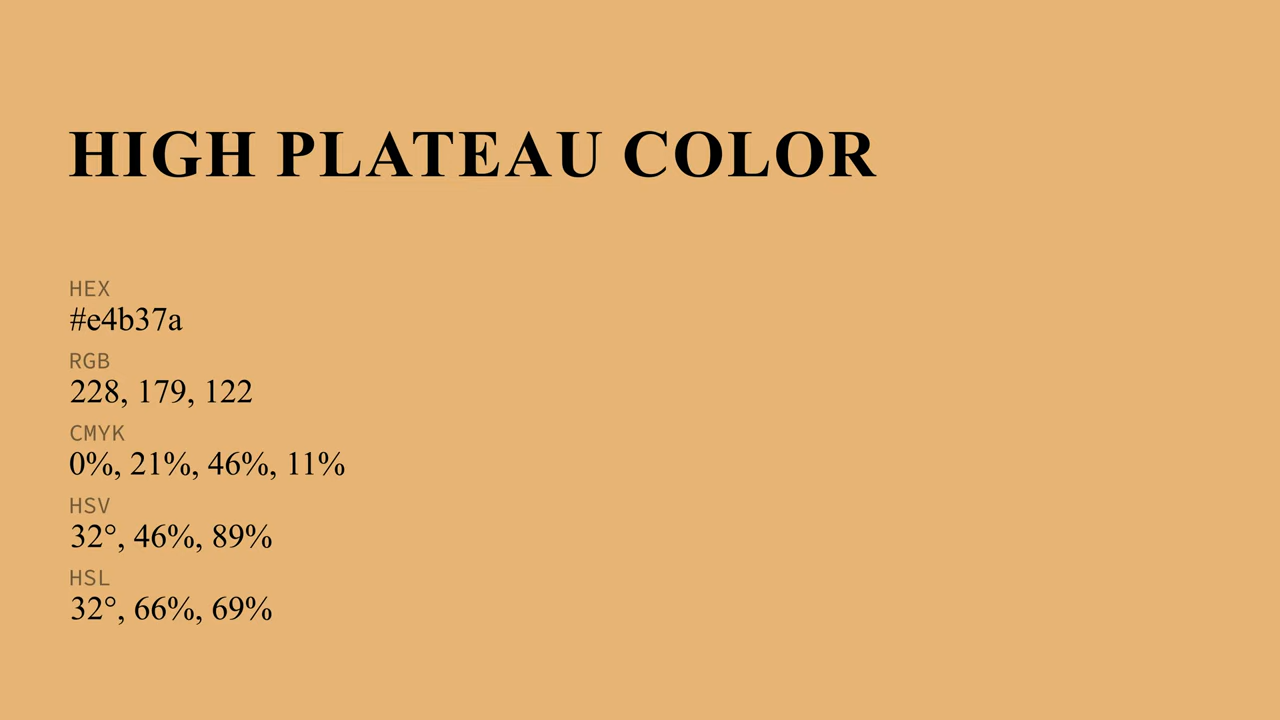 HIGH PLATEAU COLOR
HEX
#e4b37a
RGB
228, 179, 122
CMYK
0%, 21%, 46%, 11%
HSV
32°, 46%, 89%
HSL
32°, 66%, 69%